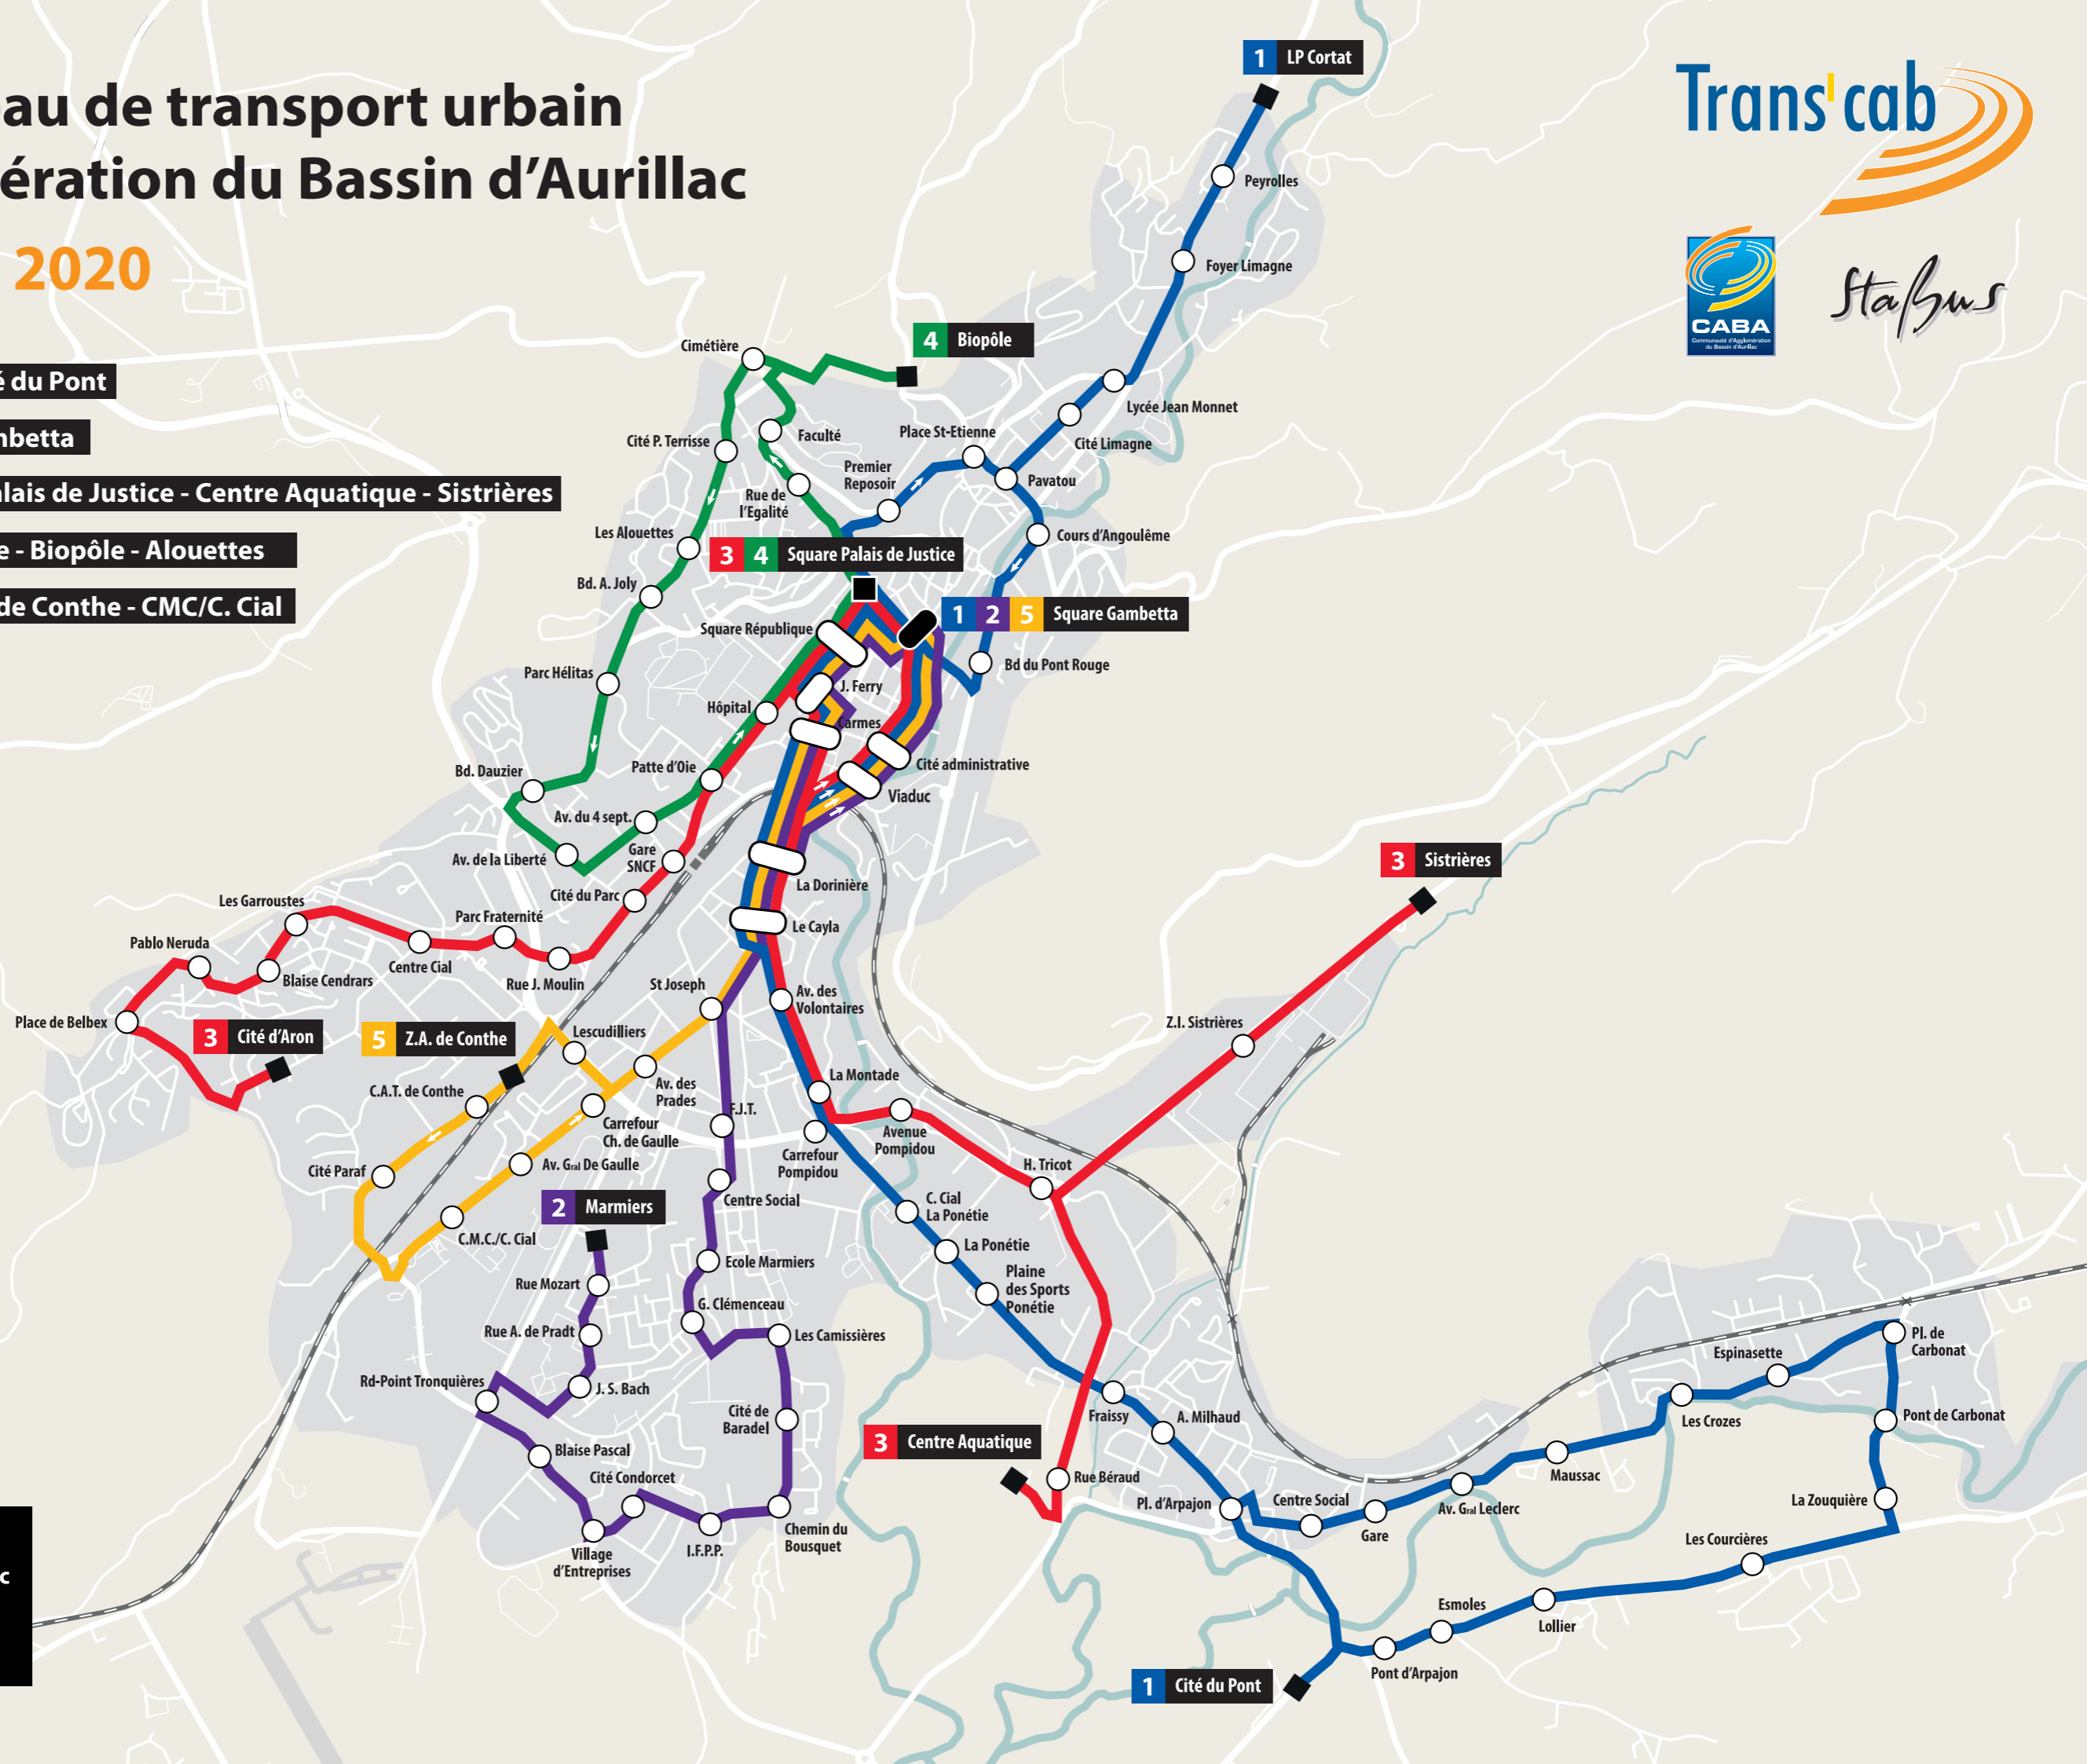 au de transport urbain
ération du Bassin d'Aurillac
2020
é du Pont
mbetta
alais de Justice - Centre Aquatique - Sistrières
e - Biopôle - Alouettes
de Conthe - CMC/C. Cial
Trans'cab
CABA
Communauté d'Agglomération
du Bassin d'Aurillac
StaBus
1 LP Cortat
Peyrolles
Foyer Limagne
Lycée Jean Monnet
Cité Limagne
Pavatou
Place St-Etienne
Premier
Reposoir
Cours d'Angoulême
Bd du Pont Rouge
4 Biopôle
Cimétière
Faculté
Cité P. Terrisse
Rue de
l'Egalité
Les Alouettes
Bd. A. Joly
Parc Hélitas
Bd. Dauzier
Av. de la Liberté
Av. du 4 sept.
Patte d'Oie
Hôpital
3 4 Square Palais de Justice
1 2 5 Square Gambetta
Square République
J. Ferry
Carmes
Cité administrative
Viaduc
La Dorinière
Le Cayla
Gare
SNCF
Cité du Parc
Rue J. Moulin
Parc Fraternité
Centre Cial
Les Garroustes
Blaise Cendrars
Pablo Neruda
Place de Belbex
3 Cité d'Aron
5 Z.A. de Conthe
Lescudilliers
St Joseph
Av. des
Prades
Carrefour
Ch. de Gaulle
Av. Gral De Gaulle
C.M.C./C. Cial
C.A.T. de Conthe
Cité Paraf
2 Marmiers
Rue Mozart
Rue A. de Pradt
J. S. Bach
Rd-Point Tronquières
Blaise Pascal
Village
d'Entreprises
Cité Condorcet
I.F.P.P.
Chemin du
Bousquet
Cité de
Baradel
Les Camissières
G. Clémenceau
Ecole Marmiers
Centre Social
F.J.T.
Av. des
Volontaires
La Montade
Carrefour
Pompidou
Avenue
Pompidou
H. Tricot
Z.I. Sistrières
3 Sistrières
C. Cial
La Ponétie
La Ponétie
Plaine
des Sports
Ponétie
Fraissy
A. Milhaud
3 Centre Aquatique
Rue Béraud
Pl. d'Arpajon
Centre Social
Gare
Av. Gral Leclerc
Maussac
Les Crozes
Espinasette
Pl. de
Carbonat
Pont de Carbonat
La Zouquière
Les Courcières
Lollier
Esmoles
Pont d'Arpajon
1 Cité du Pont
c